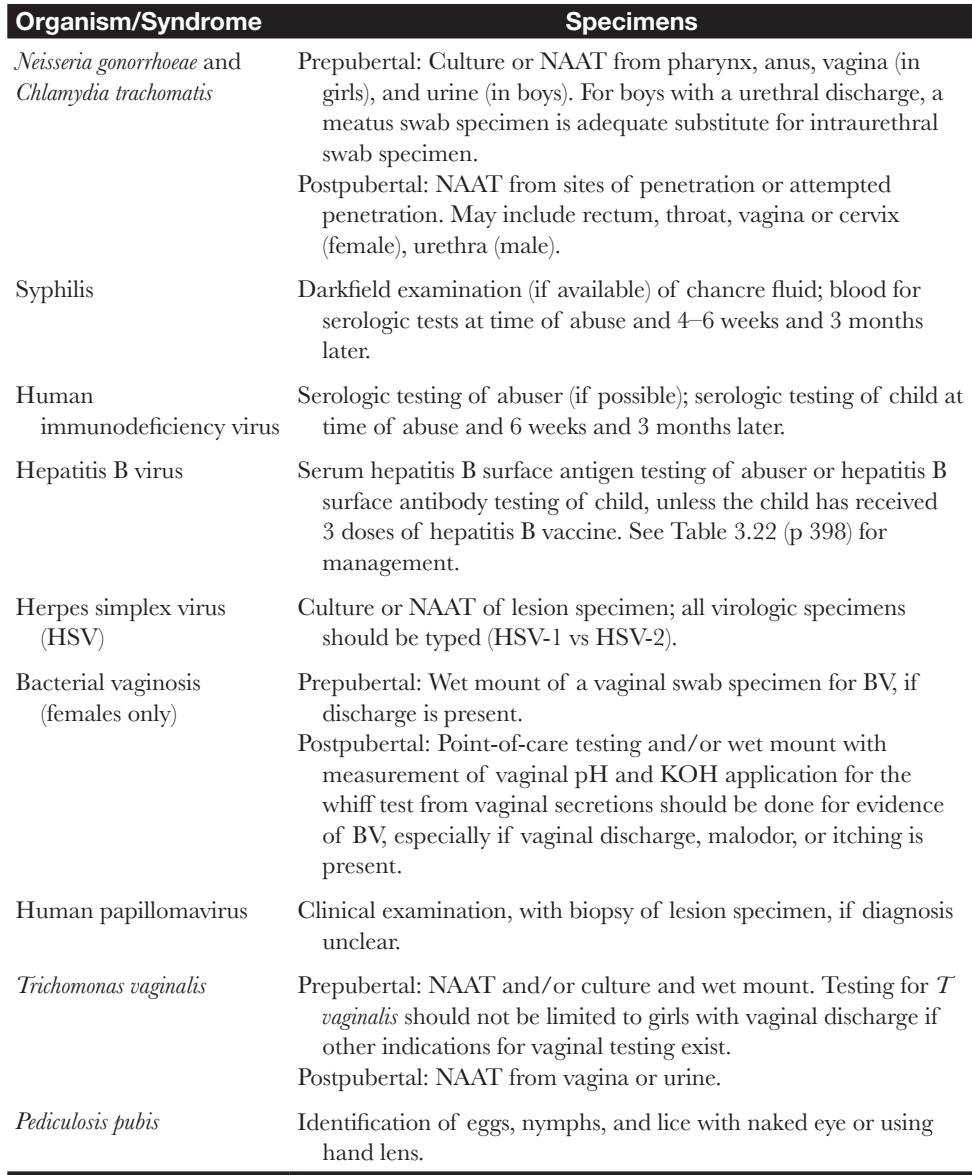 Organism/Syndrome Specimens
Neisseria gonorrhoeae and Prepubertal: Culture or NAAT from pharynx, anus, vagina (in
Chlamydia trachomatis girls), and urine (in boys). For boys with a urethral discharge, a
meatus swab specimen is adequate substitute for intraurethral
swab specimen.
Postpubertal: NAAT from sites of penetration or attempted
penetration. May include rectum, throat, vagina or cervix
(female), urethra (male).
Syphilis Darkfield examination (if available) of chancre fluid; blood for
serologic tests at time of abuse and 4–6 weeks and 3 months
later.
Human Serologic testing of abuser (if possible); serologic testing of child at
immunodeficiency virus time of abuse and 6 weeks and 3 months later.
Hepatitis B virus Serum hepatitis B surface antigen testing of abuser or hepatitis B
surface antibody testing of child, unless the child has received
3 doses of hepatitis B vaccine. See Table 3.22 (p 398) for
management.
Herpes simplex virus Culture or NAAT of lesion specimen; all virologic specimens
(HSV) should be typed (HSV-1 vs HSV-2).
Bacterial vaginosis Prepubertal: Wet mount of a vaginal swab specimen for BV, if
(females only) discharge is present.
Postpubertal: Point-of-care testing and/or wet mount with
measurement of vaginal pH and KOH application for the
whiff test from vaginal secretions should be done for evidence
of BV, especially if vaginal discharge, malodor, or itching is
present.
Human papillomavirus Clinical examination, with biopsy of lesion specimen, if diagnosis
unclear.
Trichomonas vaginalis Prepubertal: NAAT and/or culture and wet mount. Testing for T
vaginalis should not be limited to girls with vaginal discharge if
other indications for vaginal testing exist.
Postpubertal: NAAT from vagina or urine.
Pediculosis pubis Identification of eggs, nymphs, and lice with naked eye or using
hand lens.